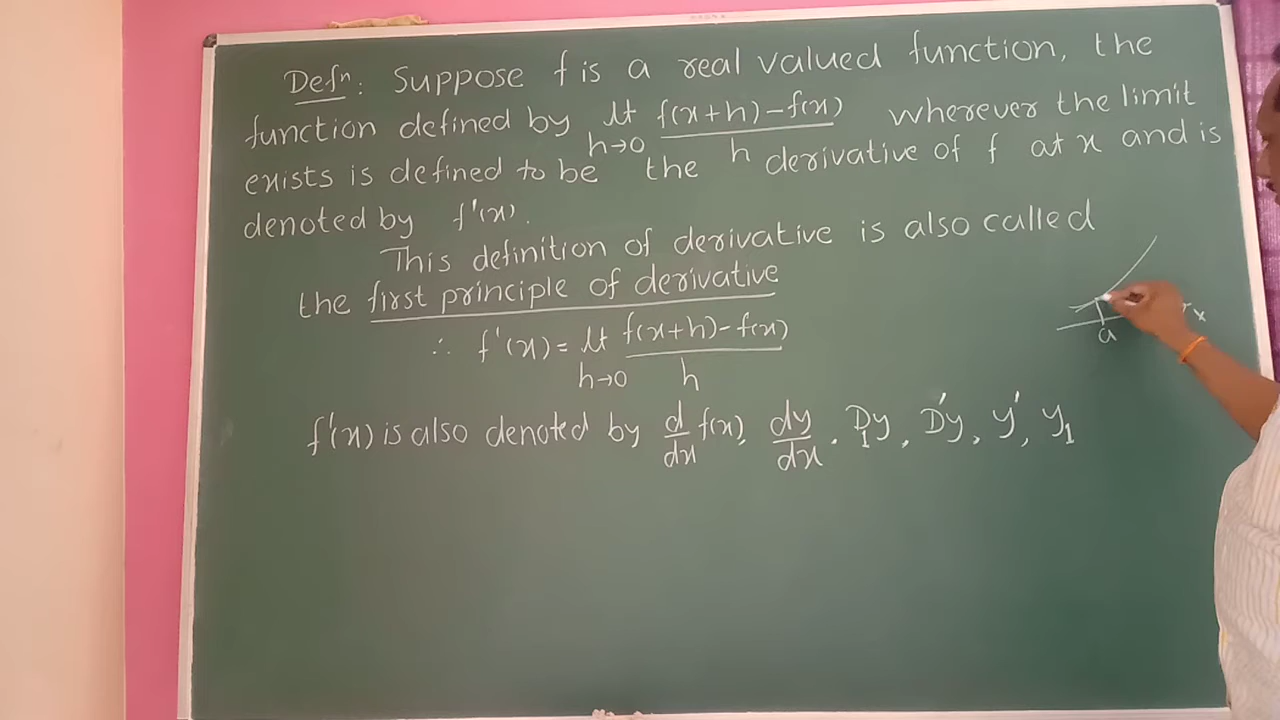 Defⁿ: Suppose f is a real valued function, the
function defined by lt h→0 f(x+h)-f(x)/h wherever the limit
exists is defined to be the derivative of f at x and is
denoted by f'(x).
This definition of derivative is also called
the first principle of derivative
∴ f'(x) = lt h→0 f(x+h)-f(x)/h
f'(x) is also denoted by d/dx f(x), dy/dx, D₁y, D'y, y', y₁
a
x